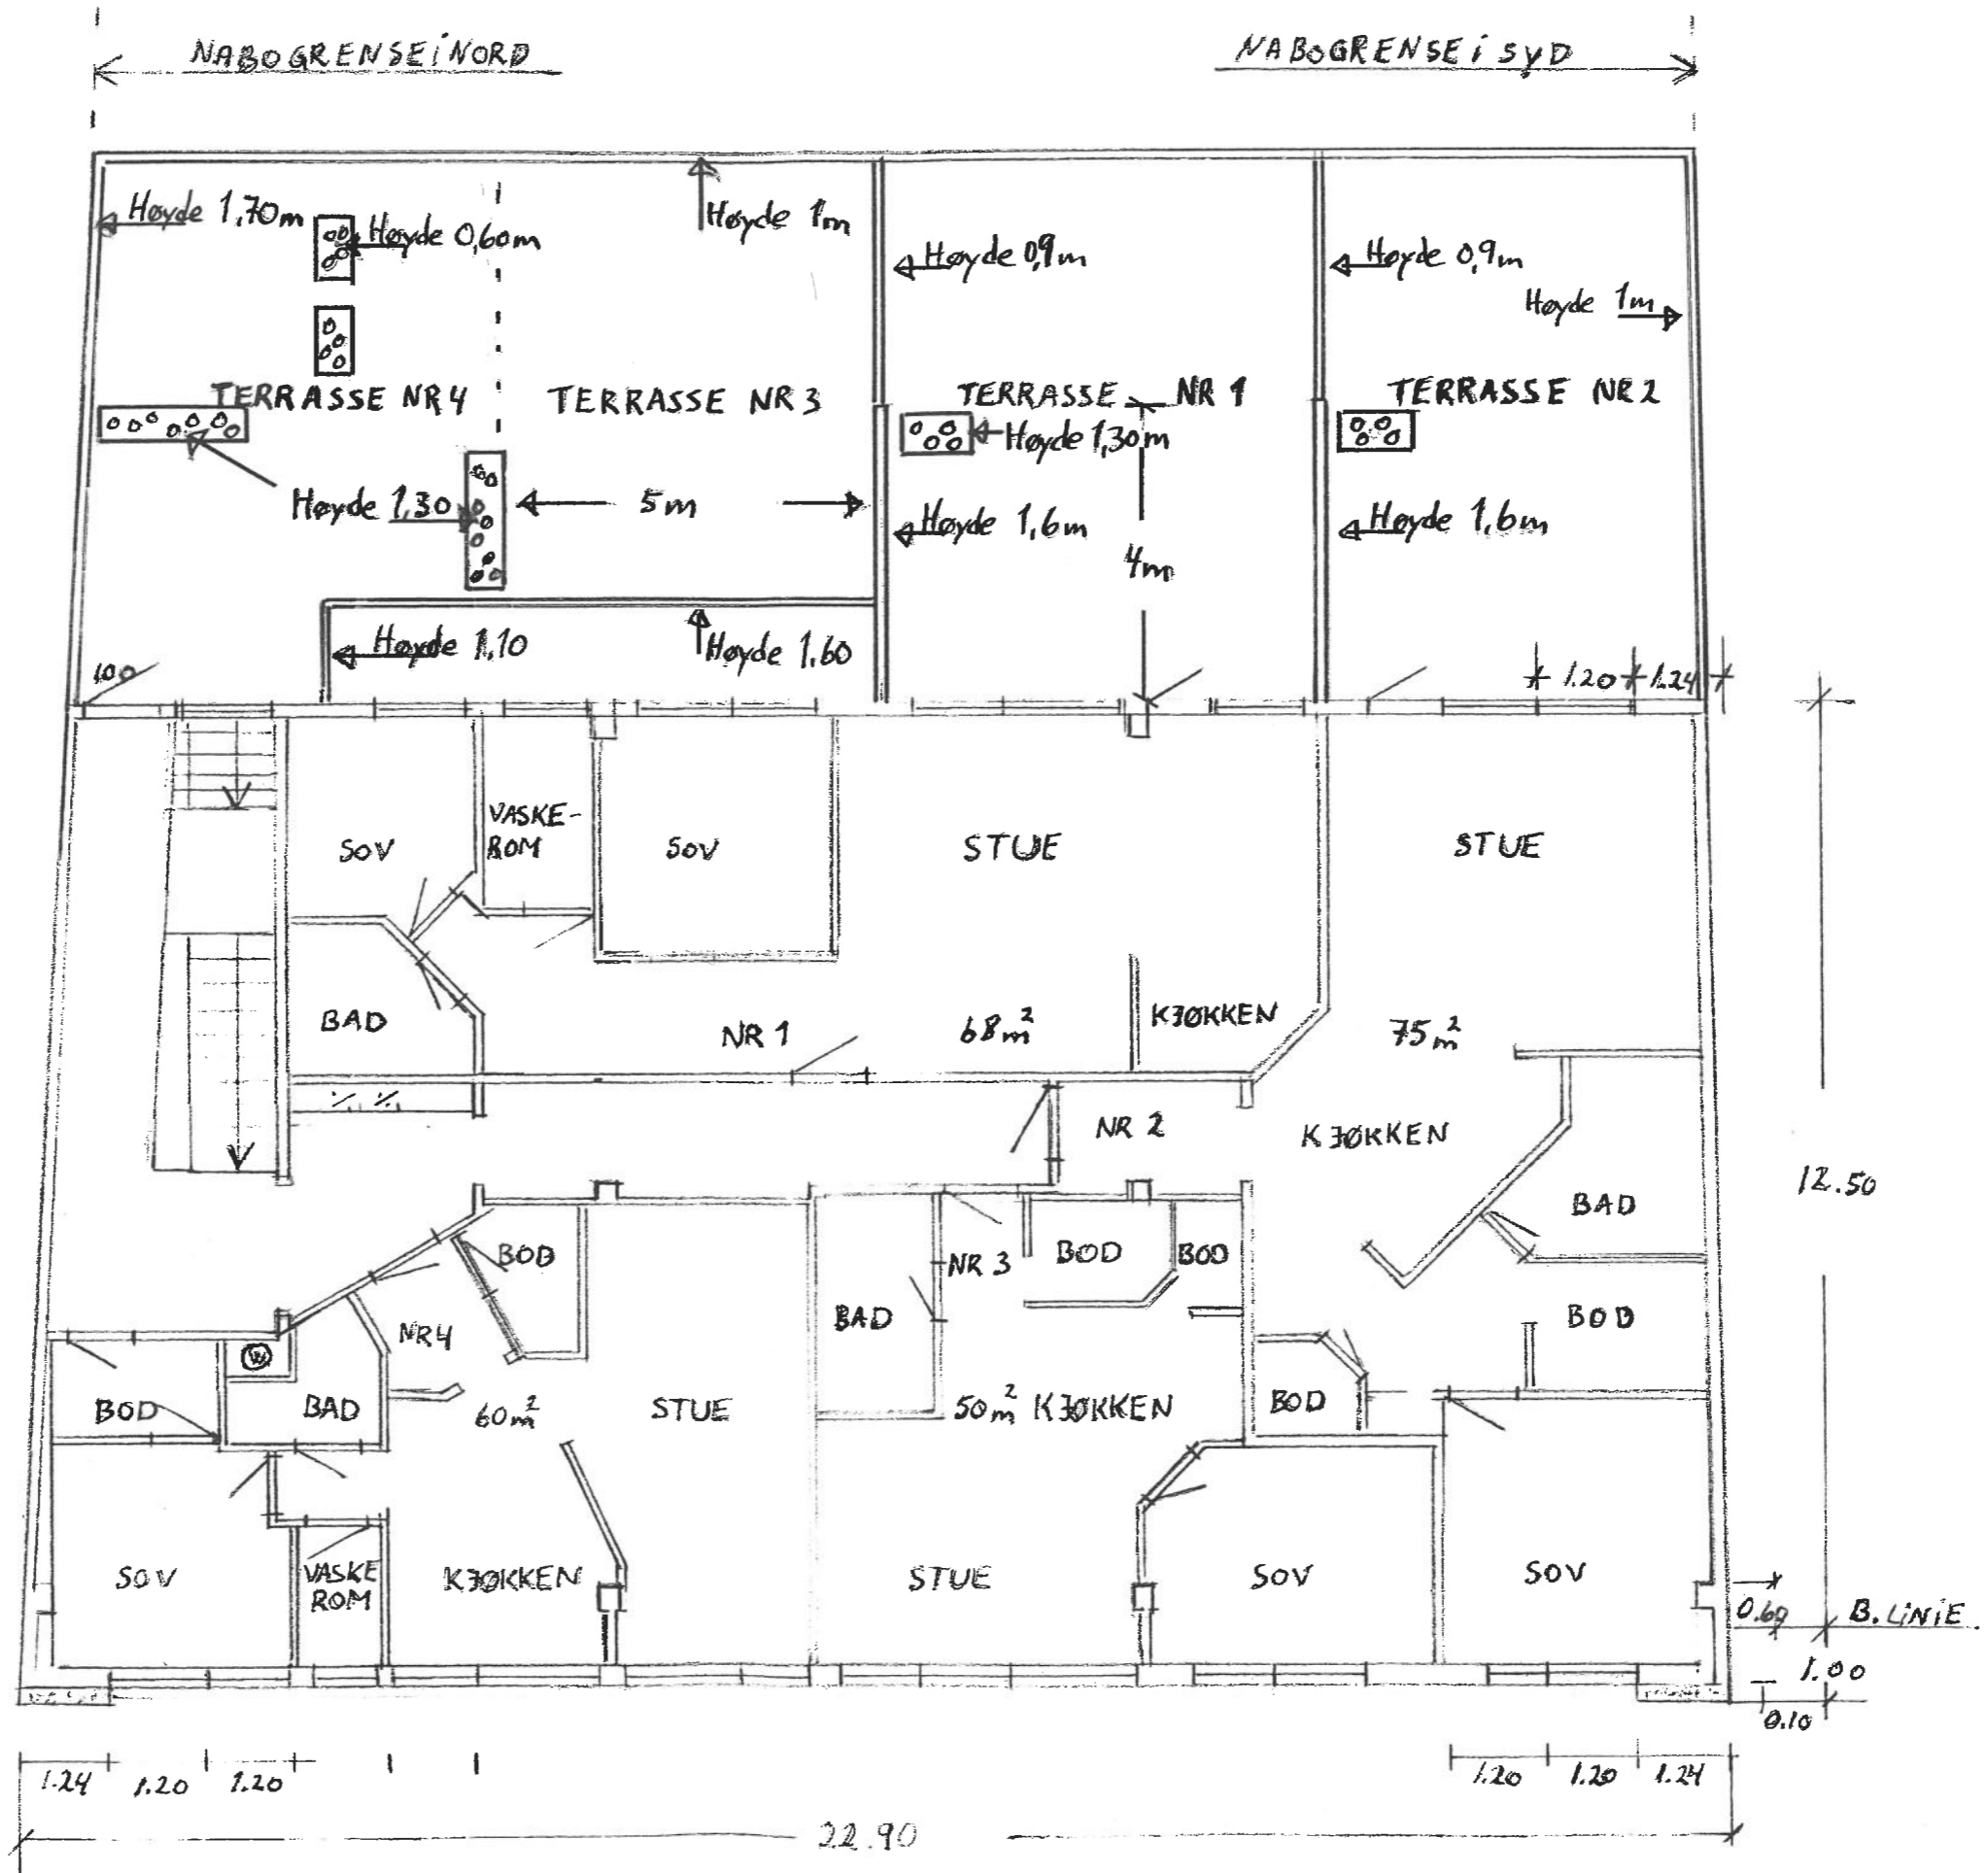 NABOGRENSE i NORD
NABOGRENSE i SYD
Høyde 1,70m
Høyde 0,60m
Høyde 1m
Høyde 0,9m
Høyde 0,9m
Høyde 1m
TERRASSE NR 4
TERRASSE NR 3
TERRASSE NR 1
TERRASSE NR 2
Høyde 1,30m
Høyde 1,30
5m
Høyde 1,6m
Høyde 1,6m
4m
Høyde 1,10
Høyde 1,60
100
1.20
1.24
SOV
VASKE-
ROM
SOV
STUE
STUE
BAD
NR 1
68m²
KJØKKEN
75m²
NR 2
KJØKKEN
12.50
BAD
BOD
NR 3
BOD
BOD
BAD
BOD
NR4
W
BOD
BAD
60m²
STUE
50m²
KJØKKEN
BOD
SOV
VASKE
ROM
KJØKKEN
STUE
SOV
SOV
0.60
B. LiNiE
1.00
0.10
1.24
1.20
1.20
1.20
1.20
1.24
22.90